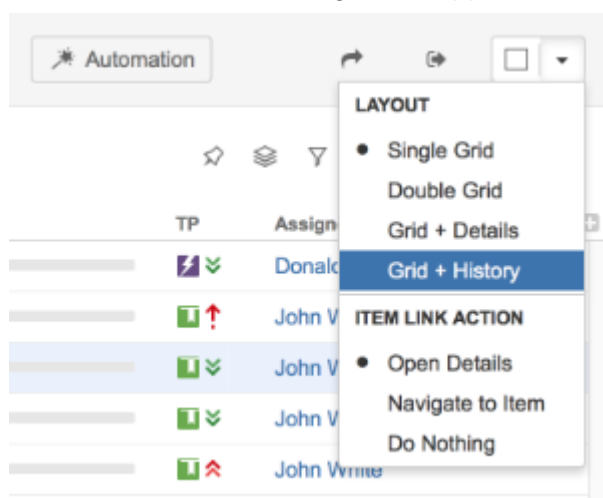 Automation
LAYOUT
Single Grid
Double Grid
Grid + Details
Grid + History
ITEM LINK ACTION
Open Details
Navigate to Item
Do Nothing
TP Assign
Donald
John W
John W
John W
John White